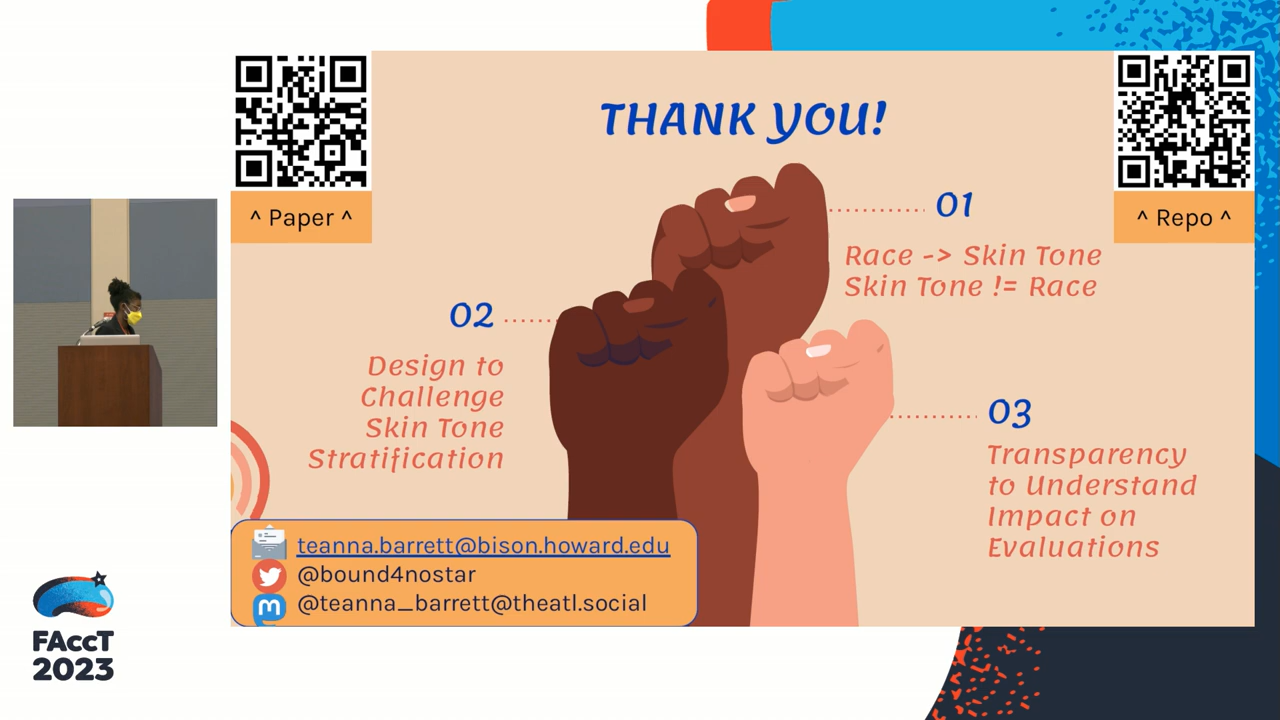 THANK YOU!
^ Paper ^
^ Repo ^
01
Race -> Skin Tone
Skin Tone != Race
02
Design to
Challenge
Skin Tone
Stratification
03
Transparency
to Understand
Impact on
Evaluations
teanna.barrett@bison.howard.edu
@bound4nostar
@teanna_barrett@theatl.social
FAccT
2023